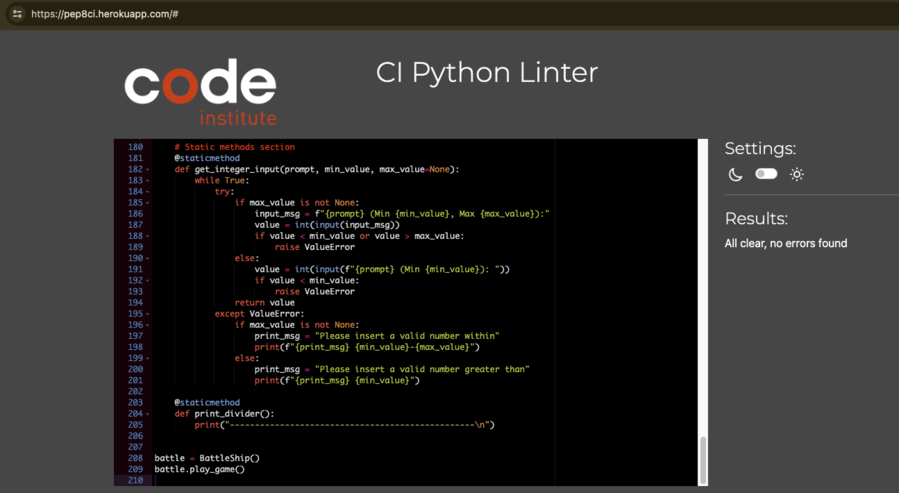 https://pep8ci.herokuapp.com/#
code
institute
CI Python Linter
180 # Static methods section
181 @staticmethod
182 def get_integer_input(prompt, min_value, max_value=None):
183 while True:
184 try:
185 if max_value is not None:
186 input_msg = f"{prompt} (Min {min_value}, Max {max_value}):"
187 value = int(input(input_msg))
188 if value < min_value or value > max_value:
189 raise ValueError
190 else:
191 value = int(input(f"{prompt} (Min {min_value}): "))
192 if value < min_value:
193 raise ValueError
194 return value
195 except ValueError:
196 if max_value is not None:
197 print_msg = "Please insert a valid number within"
198 print(f"{print_msg} {min_value}-{max_value}")
199 else:
200 print_msg = "Please insert a valid number greater than"
201 print(f"{print_msg} {min_value}")
202
203 @staticmethod
204 def print_divider():
205 print("-------------------------------------------------\n")
206
207
208 battle = BattleShip()
209 battle.play_game()
210
Settings:
Results:
All clear, no errors found